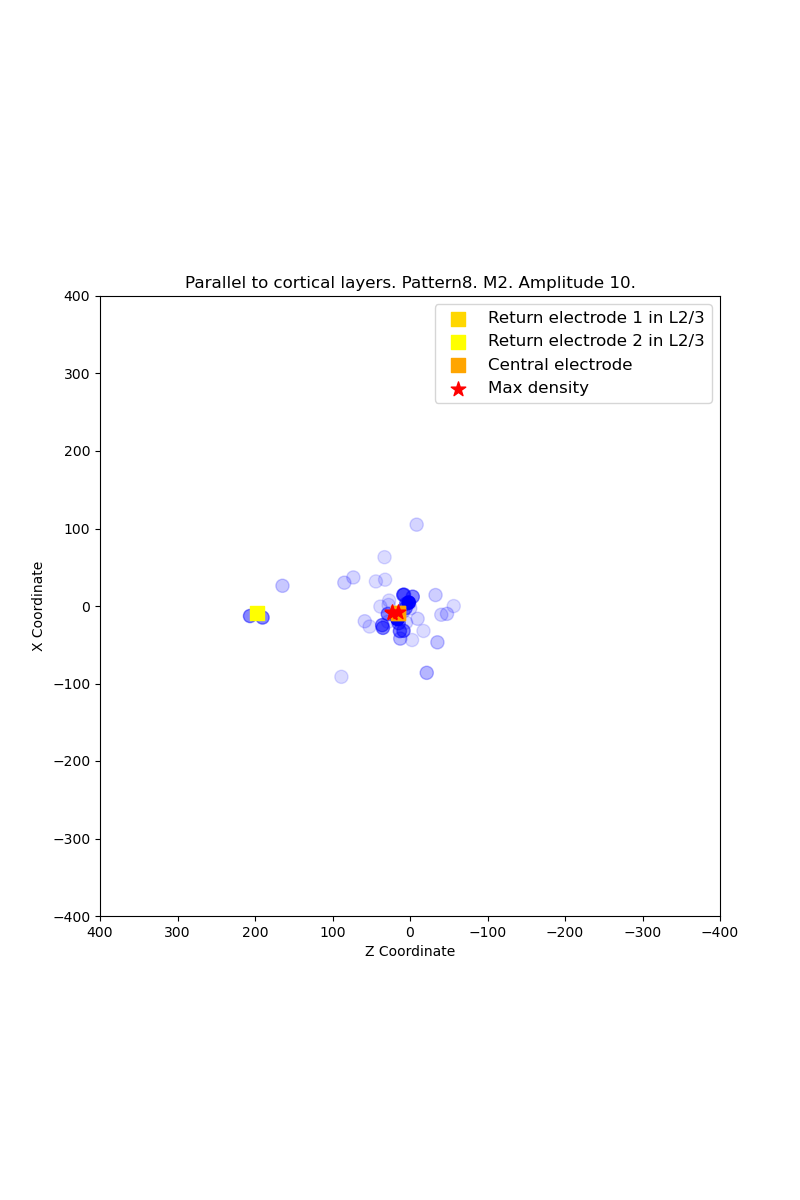 Parallel to cortical layers. Pattern8. M2. Amplitude 10.
Return electrode 1 in L2/3
Return electrode 2 in L2/3
Central electrode
Max density
400
300
200
100
0
−100
−200
−300
−400
X Coordinate
400 300 200 100 0 −100 −200 −300 −400
Z Coordinate